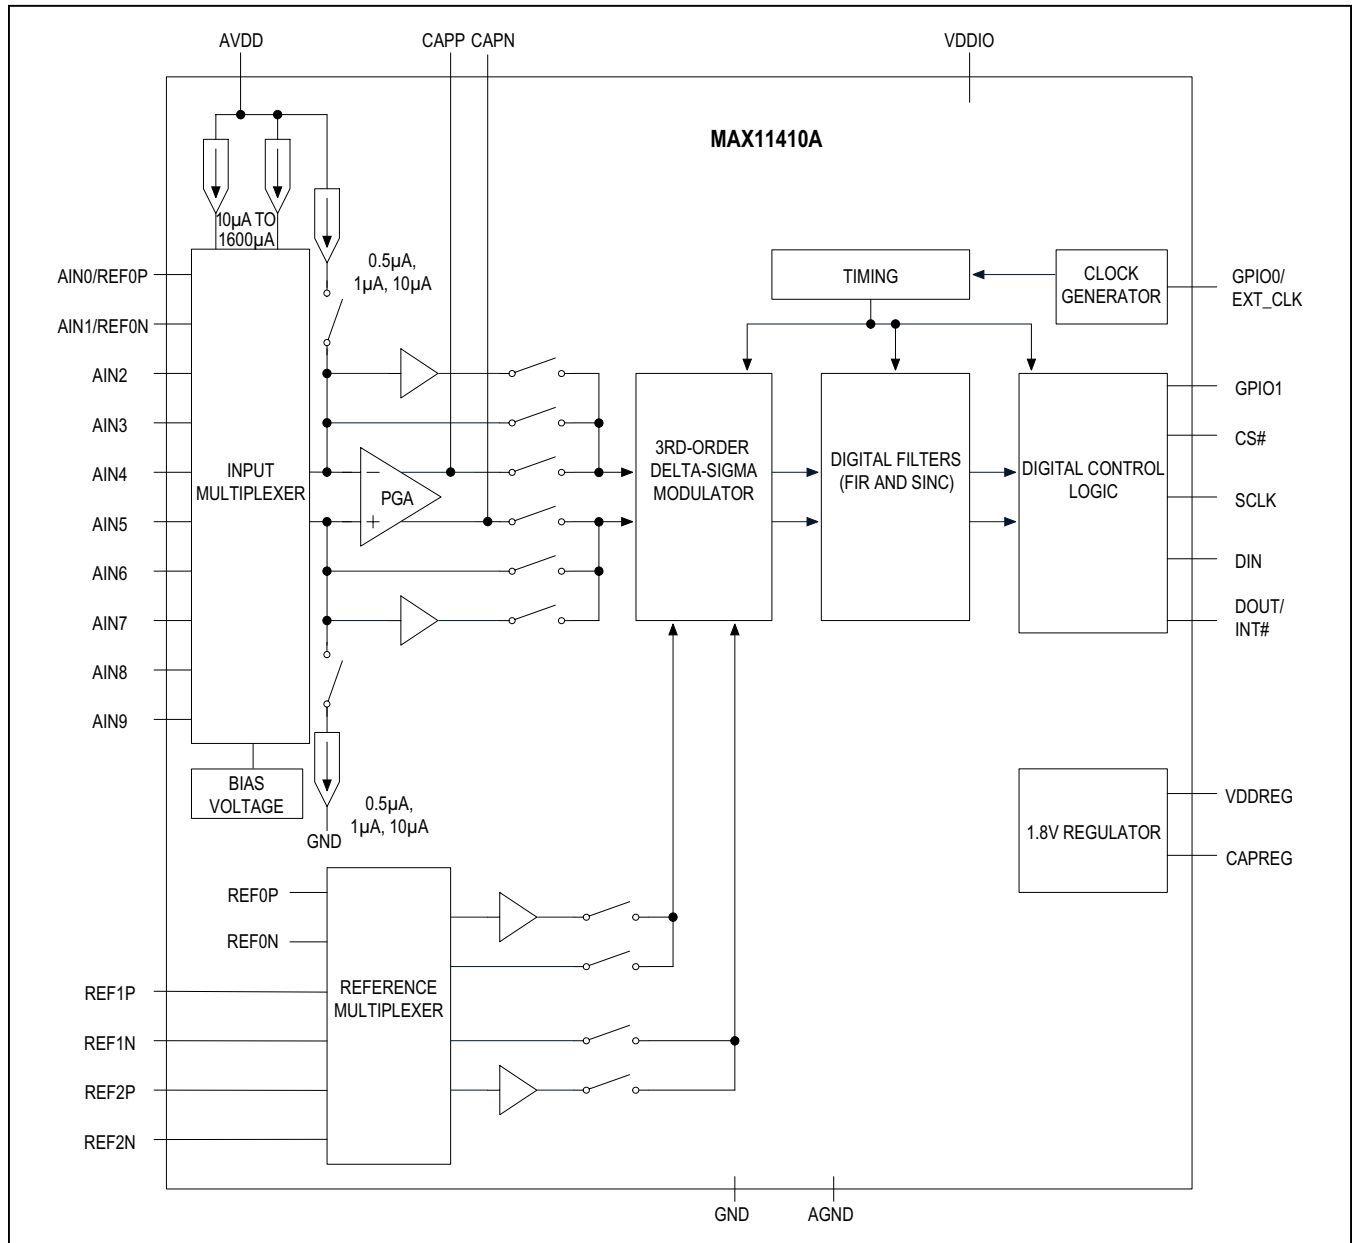 AVDD
CAPP
CAPN
VDDIO
MAX11410A
10µA TO
1600µA
0.5µA,
1µA, 10µA
AIN0/REF0P
AIN1/REF0N
AIN2
AIN3
AIN4
AIN5
AIN6
AIN7
AIN8
AIN9
INPUT
MULTIPLEXER
−
PGA
+
TIMING
CLOCK
GENERATOR
GPIO0/
EXT_CLK
3RD-ORDER
DELTA-SIGMA
MODULATOR
DIGITAL FILTERS
(FIR AND SINC)
DIGITAL CONTROL
LOGIC
GPIO1
CS#
SCLK
DIN
DOUT/
INT#
BIAS
VOLTAGE
0.5µA,
1µA, 10µA
GND
1.8V REGULATOR
VDDREG
CAPREG
REF0P
REF0N
REF1P
REF1N
REF2P
REF2N
REFERENCE
MULTIPLEXER
GND
AGND